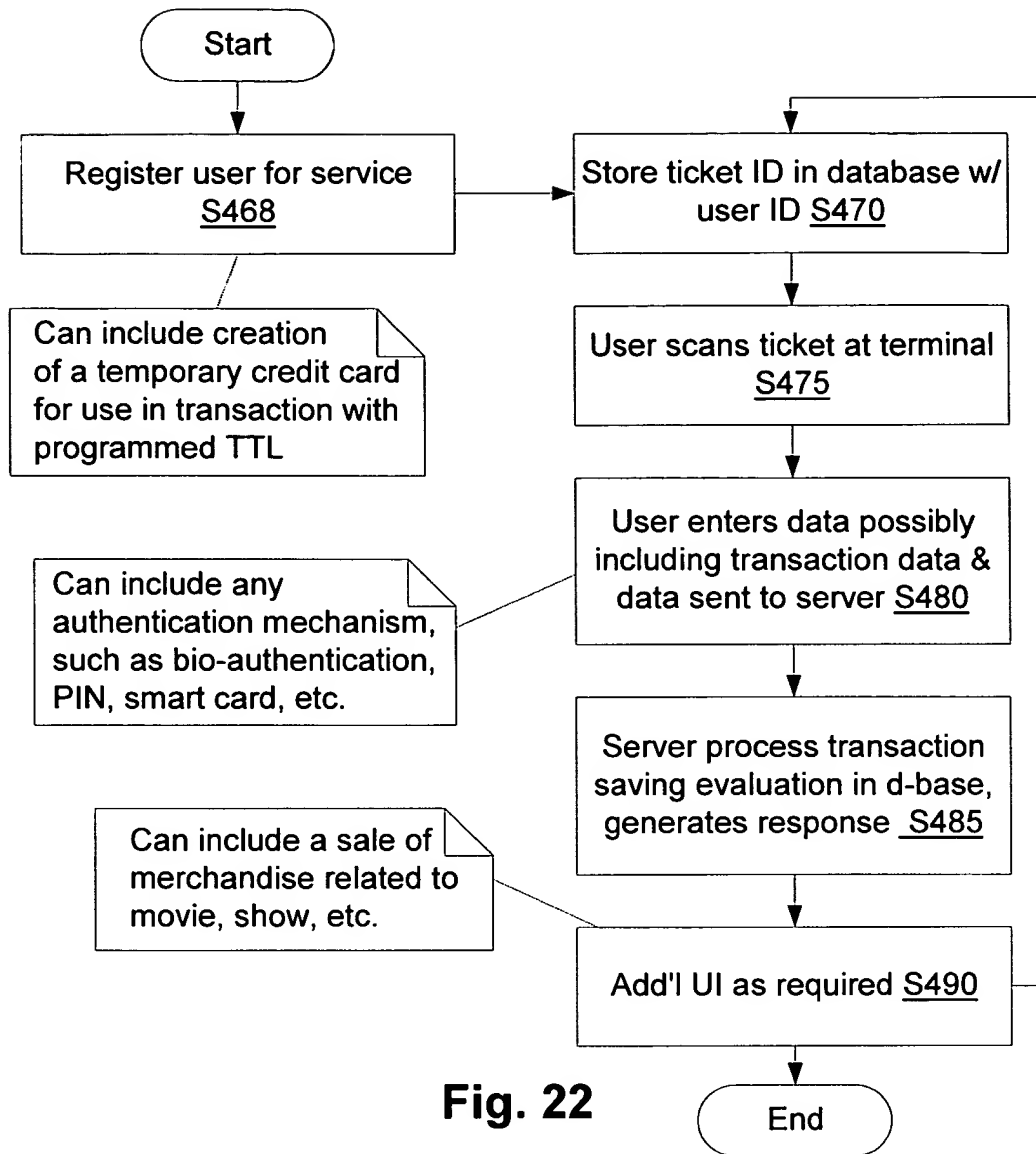 Start
Register user for service
S468
Can include creation
of a temporary credit card
for use in transaction with
programmed TTL
Store ticket ID in database w/
user ID S470
User scans ticket at terminal
S475
User enters data possibly
including transaction data &
data sent to server S480
Can include any
authentication mechanism,
such as bio-authentication,
PIN, smart card, etc.
Server process transaction
saving evaluation in d-base,
generates response S485
Can include a sale of
merchandise related to
movie, show, etc.
Add'l UI as required S490
End
Fig. 22